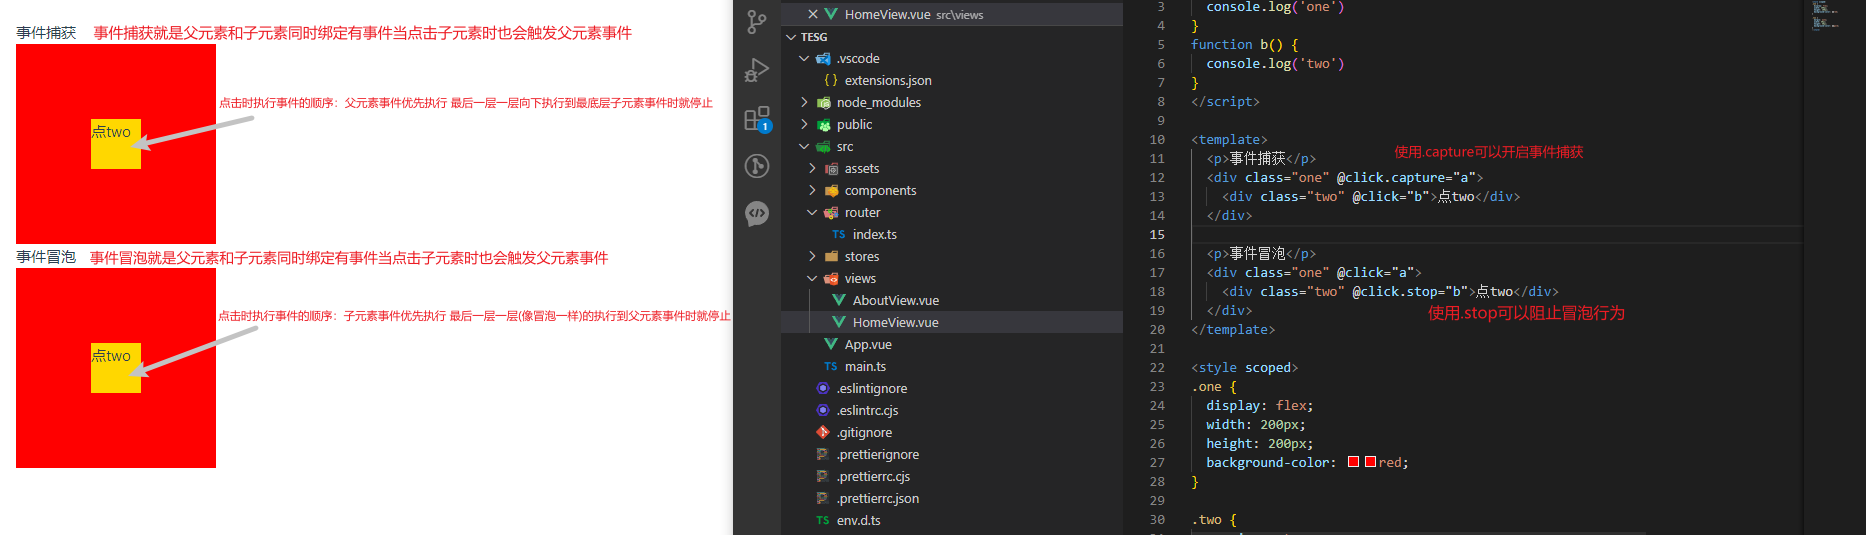 事件捕获 事件捕获就是父元素和子元素同时绑定有事件当点击子元素时也会触发父元素事件
点击时执行事件的顺序：父元素事件优先执行 最后一层一层向下执行到最底层子元素事件时就停止
点two
事件冒泡 事件冒泡就是父元素和子元素同时绑定有事件当点击子元素时也会触发父元素事件
点击时执行事件的顺序：子元素事件优先执行 最后一层一层(像冒泡一样)的执行到父元素事件时就停止
点two
1
HomeView.vue src\views
TESG
.vscode
{} extensions.json
node_modules
public
src
assets
components
router
TS index.ts
stores
views
AboutView.vue
HomeView.vue
App.vue
TS main.ts
.eslintignore
.eslintrc.cjs
.gitignore
.prettierignore
.prettierrc.cjs
.prettierrc.json
TS env.d.ts
3 console.log('one')
4 }
5 function b() {
6 console.log('two')
7 }
8 </script>
9
10 <template>
使用.capture可以开启事件捕获
11 <p>事件捕获</p>
12 <div class="one" @click.capture="a">
13 <div class="two" @click="b">点two</div>
14 </div>
15
16 <p>事件冒泡</p>
17 <div class="one" @click="a">
18 <div class="two" @click.stop="b">点two</div>
19 </div>
使用.stop可以阻止冒泡行为
20 </template>
21
22 <style scoped>
23 .one {
24 display: flex;
25 width: 200px;
26 height: 200px;
27 background-color: red;
28 }
29
30 .two {